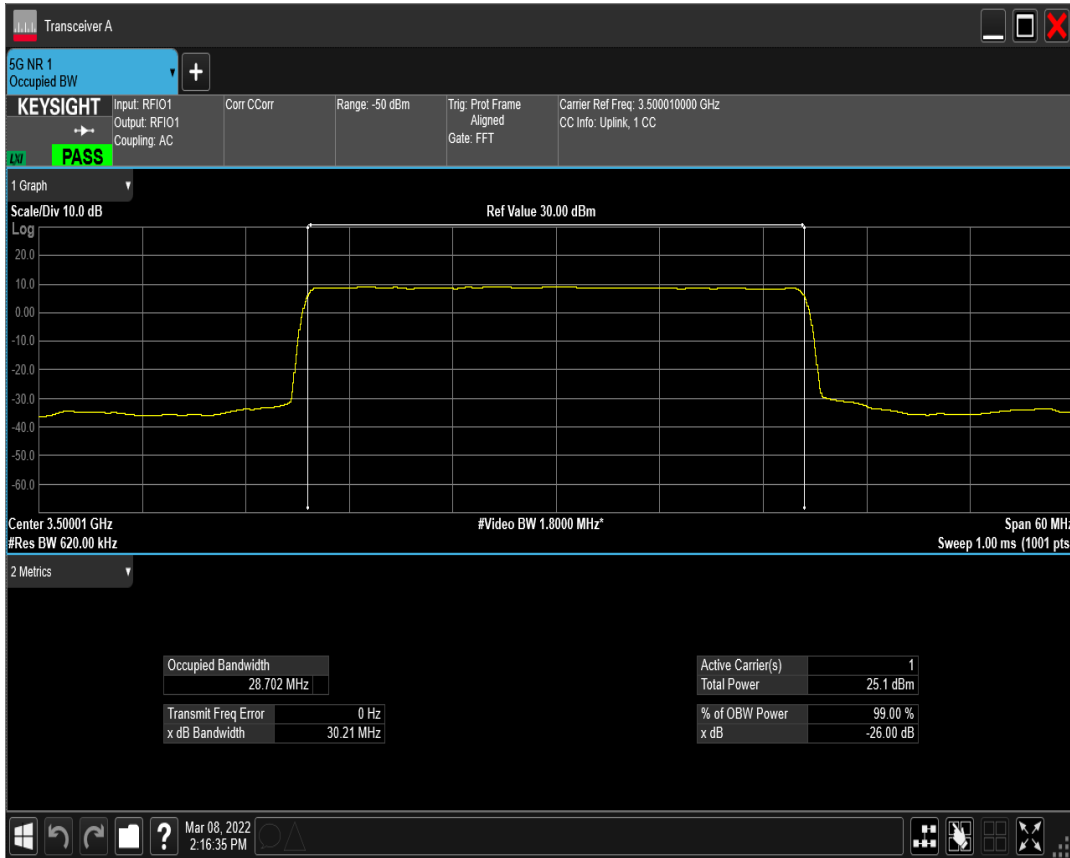 Transceiver A
5G NR 1
Occupied BW
+
KEYSIGHT
LXI
PASS
Input: RFIO1
Output: RFIO1
Coupling: AC
Corr CCorr
Range: -50 dBm
Trig: Prot Frame
Aligned
Gate: FFT
Carrier Ref Freq: 3.500010000 GHz
CC Info: Uplink, 1 CC
1 Graph
Scale/Div 10.0 dB
Ref Value 30.00 dBm
Log
20.0
10.0
0.00
-10.0
-20.0
-30.0
-40.0
-50.0
-60.0
Center 3.50001 GHz
#Video BW 1.8000 MHz*
Span 60 MHz
#Res BW 620.00 kHz
Sweep 1.00 ms (1001 pts
2 Metrics
Occupied Bandwidth
28.702 MHz
Transmit Freq Error 0 Hz
x dB Bandwidth 30.21 MHz
Active Carrier(s) 1
Total Power 25.1 dBm
% of OBW Power 99.00 %
x dB -26.00 dB
?
Mar 08, 2022
2:16:35 PM